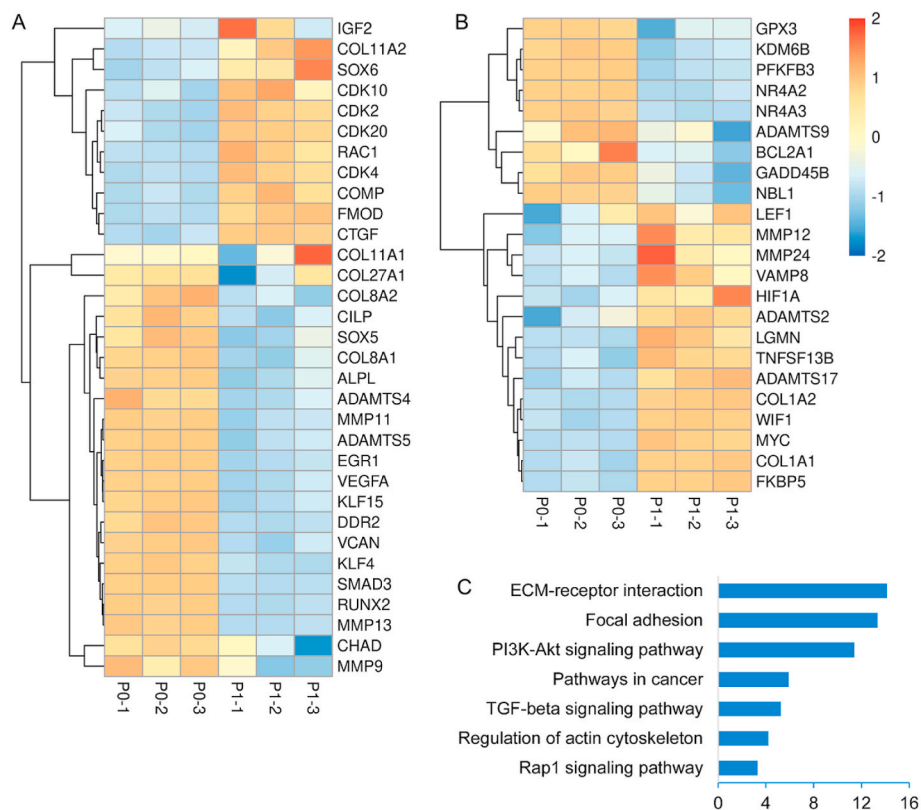 A
IGF2
COL11A2
SOX6
CDK10
CDK2
CDK20
RAC1
CDK4
COMP
FMOD
CTGF
COL11A1
COL27A1
COL8A2
CILP
SOX5
COL8A1
ALPL
ADAMTS4
MMP11
ADAMTS5
EGR1
VEGFA
KLF15
DDR2
VCAN
KLF4
SMAD3
RUNX2
MMP13
CHAD
MMP9
P0-1
P0-2
P0-3
P1-1
P1-2
P1-3
B
GPX3
KDM6B
PFKFB3
NR4A2
NR4A3
ADAMTS9
BCL2A1
GADD45B
NBL1
LEF1
MMP12
MMP24
VAMP8
HIF1A
ADAMTS2
LGMN
TNFSF13B
ADAMTS17
COL1A2
WIF1
MYC
COL1A1
FKBP5
P0-1
P0-2
P0-3
P1-1
P1-2
P1-3
2
1
0
-1
-2
C
ECM-receptor interaction
Focal adhesion
PI3K-Akt signaling pathway
Pathways in cancer
TGF-beta signaling pathway
Regulation of actin cytoskeleton
Rap1 signaling pathway
0 4 8 12 16